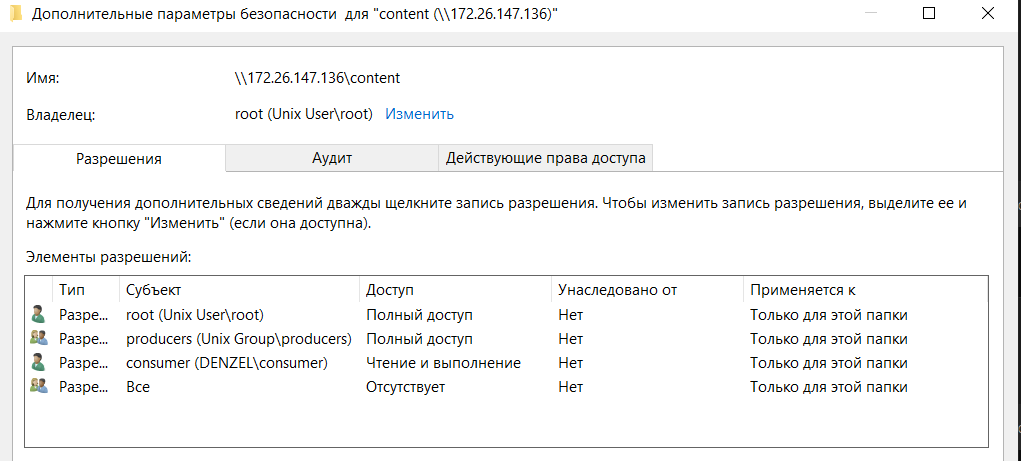 Дополнительные параметры безопасности для "content (\\172.26.147.136)"
Имя: \\172.26.147.136\content
Владелец: root (Unix User\root) Изменить
Разрешения Аудит Действующие права доступа
Для получения дополнительных сведений дважды щелкните запись разрешения. Чтобы изменить запись разрешения, выделите ее и
нажмите кнопку "Изменить" (если она доступна).
Элементы разрешений:
Тип Субъект Доступ Унаследовано от Применяется к
Разре... root (Unix User\root) Полный доступ Нет Только для этой папки
Разре... producers (Unix Group\producers) Полный доступ Нет Только для этой папки
Разре... consumer (DENZEL\consumer) Чтение и выполнение Нет Только для этой папки
Разре... Все Отсутствует Нет Только для этой папки